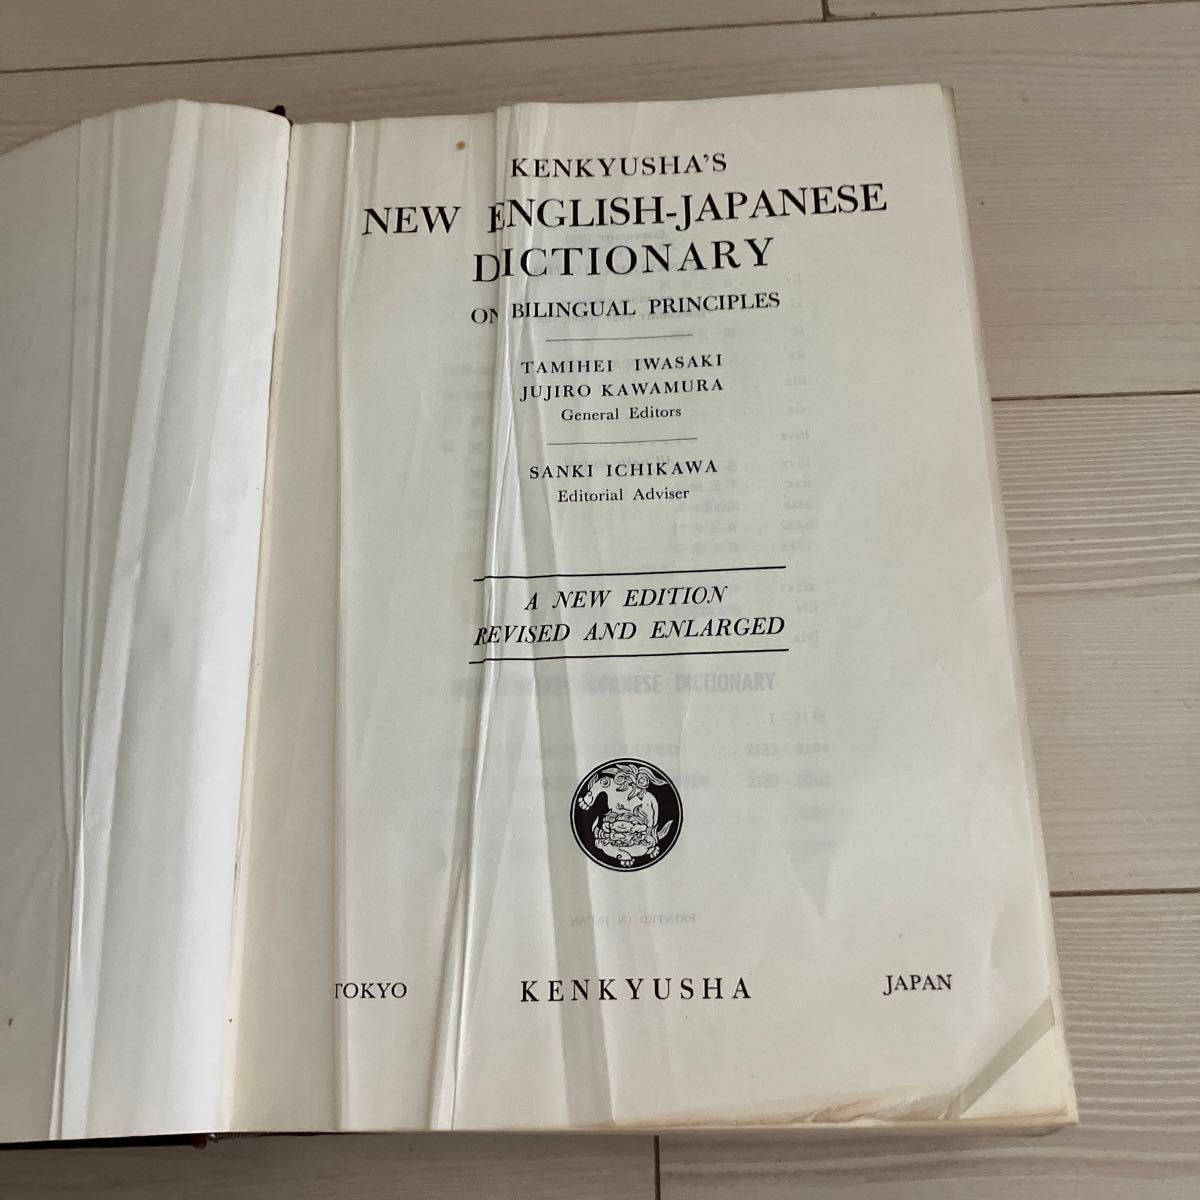 KENKYUSHA'S
NEW ENGLISH-JAPANESE
DICTIONARY
ON BILINGUAL PRINCIPLES
TAMIHEI IWASAKI
JUJIRO KAWAMURA
General Editors
SANKI ICHIKAWA
Editorial Adviser
A NEW EDITION
REVISED AND ENLARGED
TOKYO KENKYUSHA JAPAN